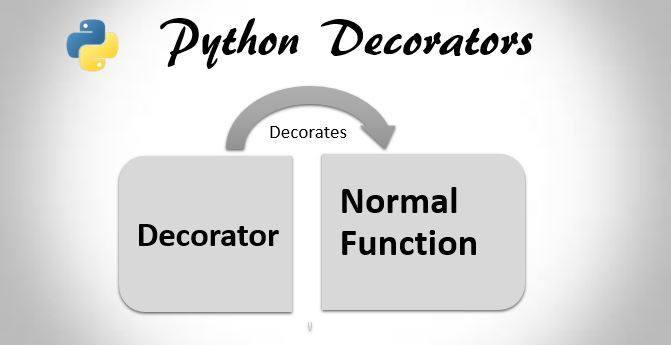 Python Decorators
Decorates
Decorator
Normal
Function